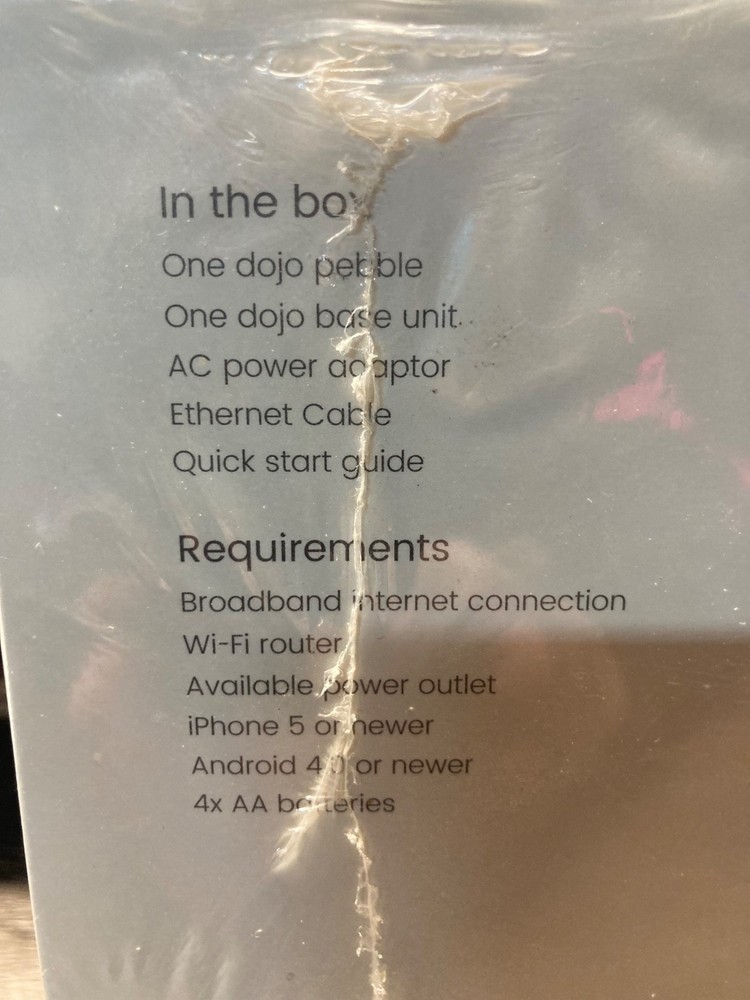 In the box
One dojo pebble
One dojo base unit
AC power adaptor
Ethernet Cable
Quick start guide
Requirements
Broadband internet connection
Wi-Fi router
Available power outlet
iPhone 5 or newer
Android 4.0 or newer
4x AA batteries